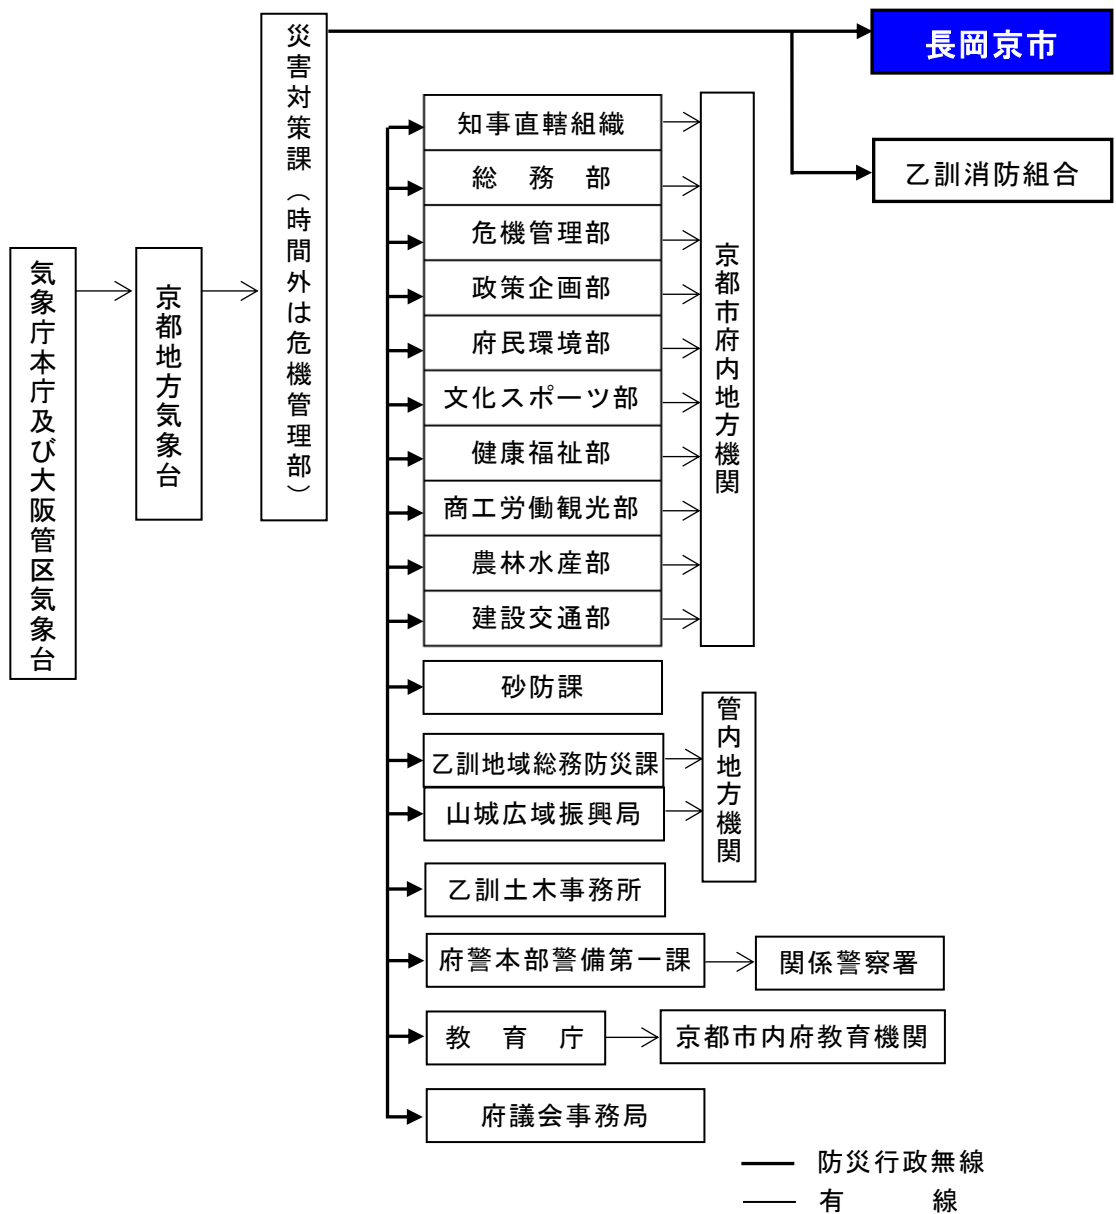 気象庁本庁及び大阪管区気象台
京都地方気象台
災害対策課（時間外は危機管理部）
長岡京市
乙訓消防組合
知事直轄組織
総　務　部
危機管理部
政策企画部
府民環境部
文化スポーツ部
健康福祉部
商工労働観光部
農林水産部
建設交通部
京都市府内地方機関
砂防課
乙訓地域総務防災課
山城広域振興局
管内地方機関
乙訓土木事務所
府警本部警備第一課
関係警察署
教　育　庁
京都市内府教育機関
府議会事務局
防災行政無線
有　　　線